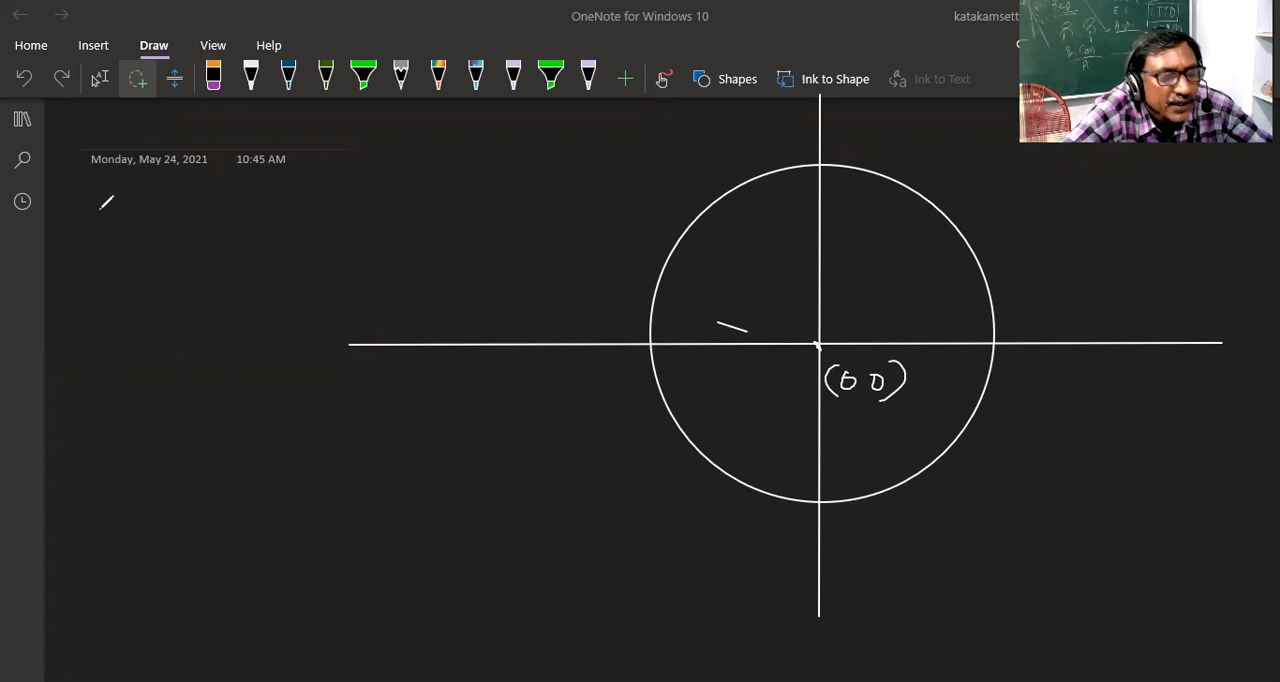 OneNote for Windows 10
katakamsett
Home Insert Draw View Help
Shapes Ink to Shape Ink to Text
Monday, May 24, 2021 10:45 AM
(0 0)